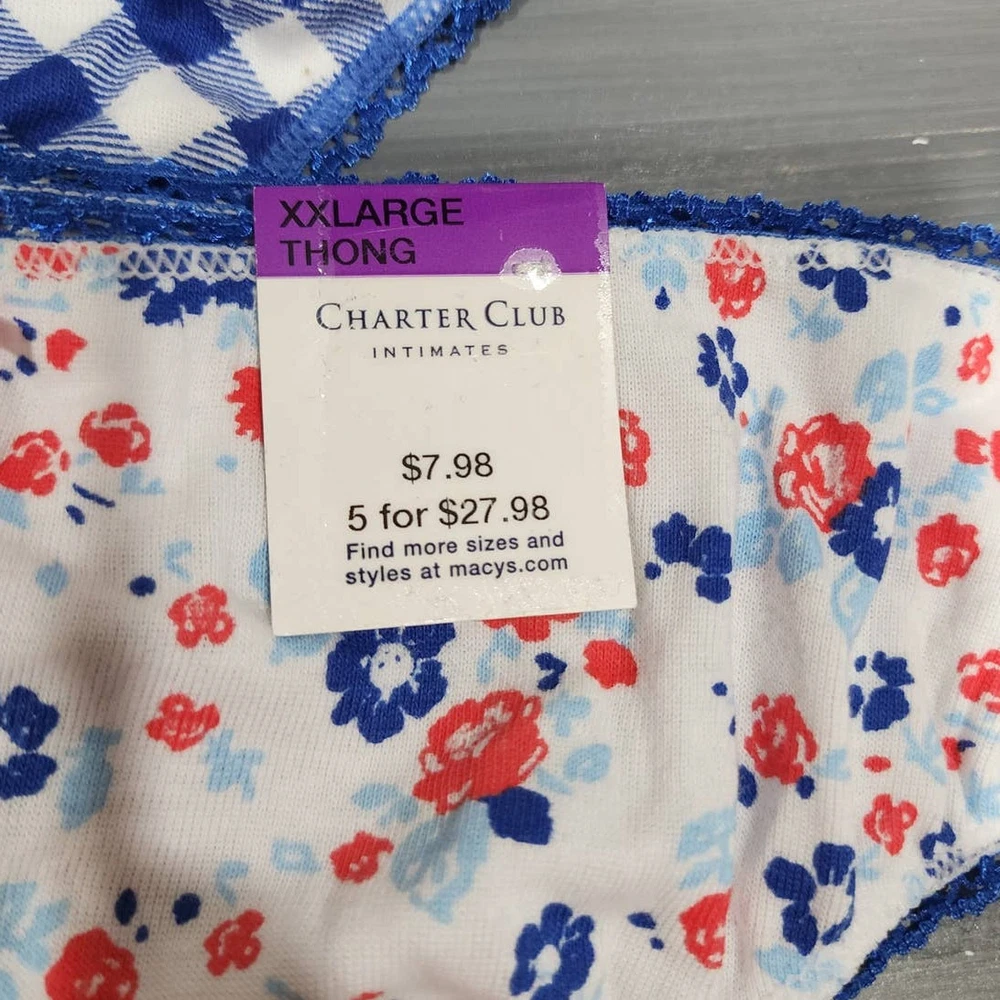 XXLARGE
THONG
CHARTER CLUB
INTIMATES
$7.98
5 for $27.98
Find more sizes and
styles at macys.com